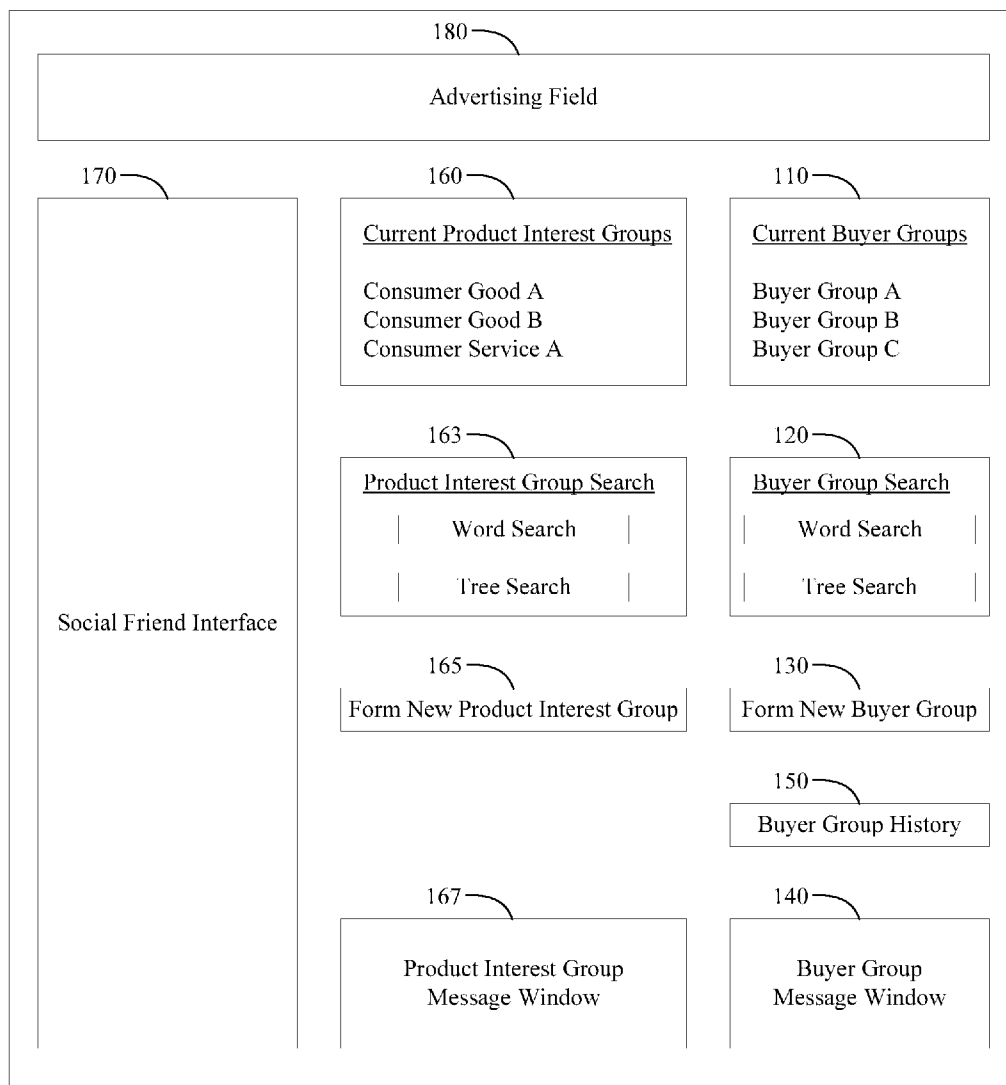 180
Advertising Field
170
160
110
Current Product Interest Groups
Consumer Good A
Consumer Good B
Consumer Service A
Current Buyer Groups
Buyer Group A
Buyer Group B
Buyer Group C
163
120
Product Interest Group Search
Word Search
Tree Search
Buyer Group Search
Word Search
Tree Search
Social Friend Interface
165
130
Form New Product Interest Group
Form New Buyer Group
150
Buyer Group History
167
140
Product Interest Group
Message Window
Buyer Group
Message Window